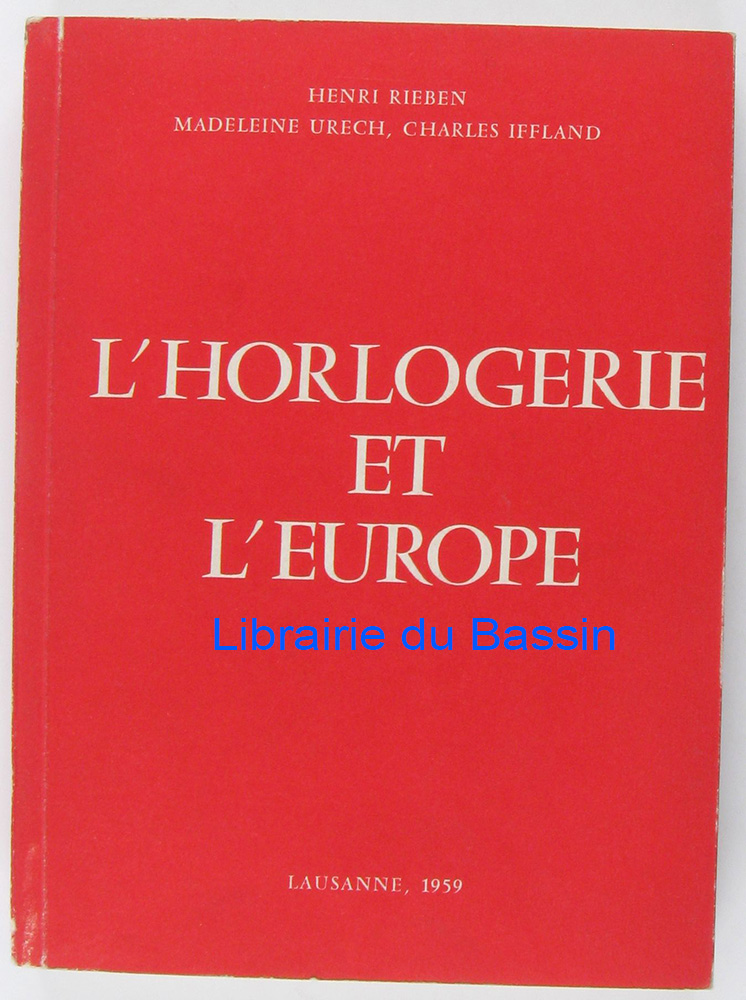 HENRI RIEBEN
MADELEINE URECH, CHARLES IFFLAND
L'HORLOGERIE
ET
L'EUROPE
Librairie du Bassin
LAUSANNE, 1959